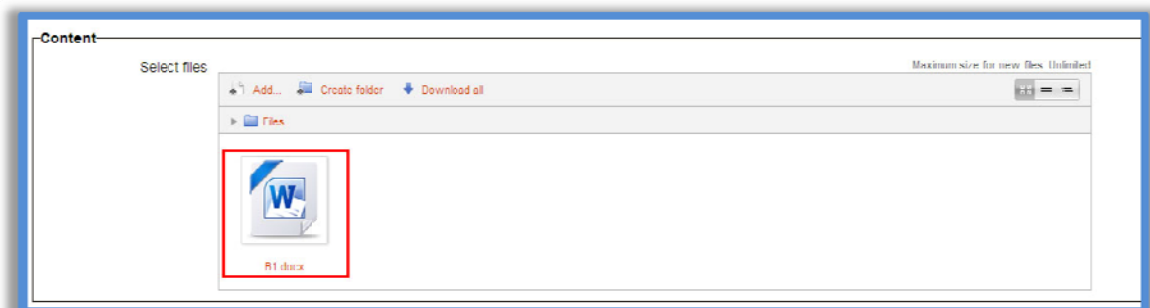 Content
Select files
Maximum size for new files: Unlimited
Add... Create folder Download all
Files
W
R1.docx